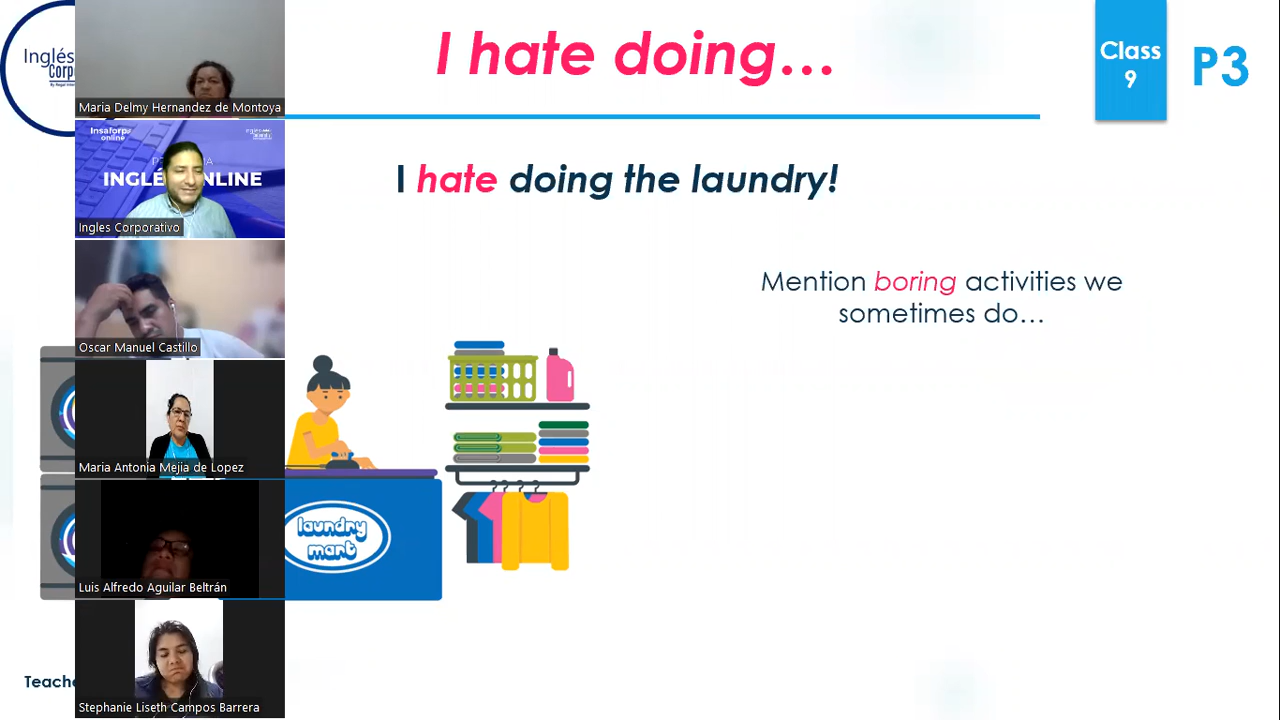 I hate doing...
Class
9
P3
I hate doing the laundry!
Mention boring activities we
sometimes do...
laundry
mart
Inglés
Corp
Maria Delmy Hernandez de Montoya
Insaforp
online
INGLÉS ONLINE
Ingles Corporativo
Oscar Manuel Castillo
Maria Antonia Mejia de Lopez
Luis Alfredo Aguilar Beltrán
Stephanie Liseth Campos Barrera
Teache